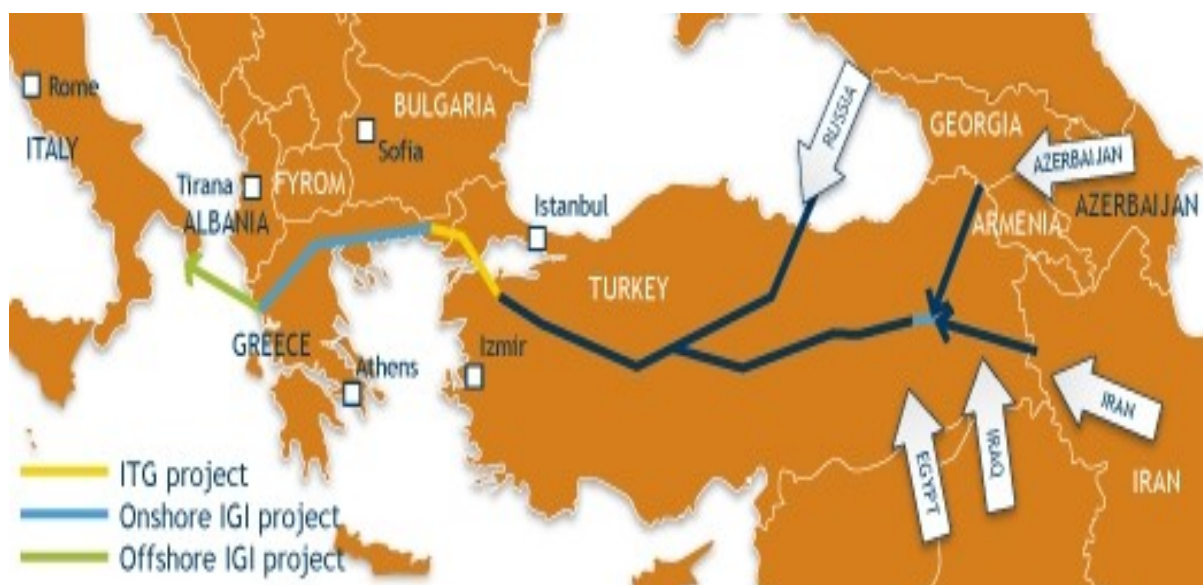 Rome
ITALY
BULGARIA
Sofia
Tirana
FYROM
ALBANIA
Istanbul
RUSSIA
GEORGIA
AZERBAIJAN
ARMENIA
AZERBAIJAN
TURKEY
GREECE
Izmir
Athens
EGYPT
IRAQ
IRAN
IRAN
ITG project
Onshore IGI project
Offshore IGI project